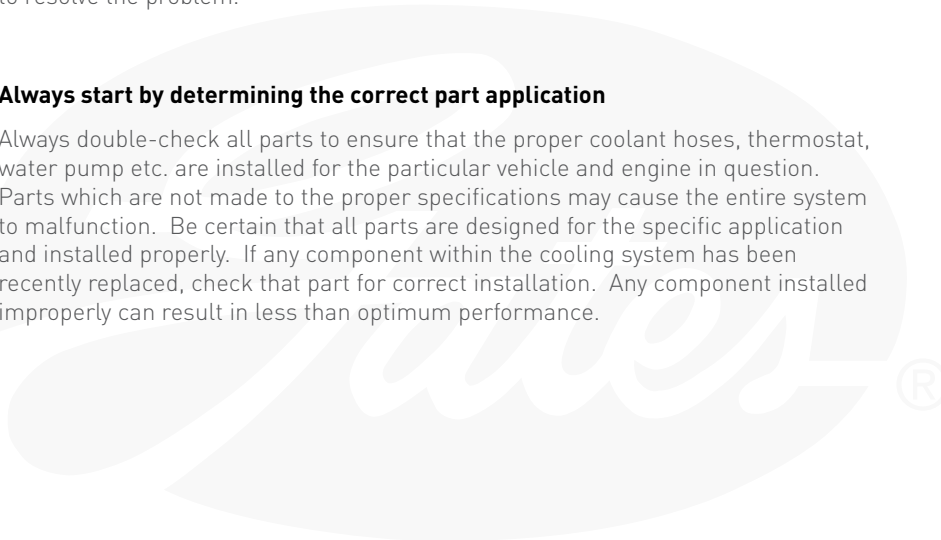 to resolve the problem.
Always start by determining the correct part application
Always double-check all parts to ensure that the proper coolant hoses, thermostat,
water pump etc. are installed for the particular vehicle and engine in question.
Parts which are not made to the proper specifications may cause the entire system
to malfunction.  Be certain that all parts are designed for the specific application
and installed properly.  If any component within the cooling system has been
recently replaced, check that part for correct installation.  Any component installed
improperly can result in less than optimum performance.
Gates®